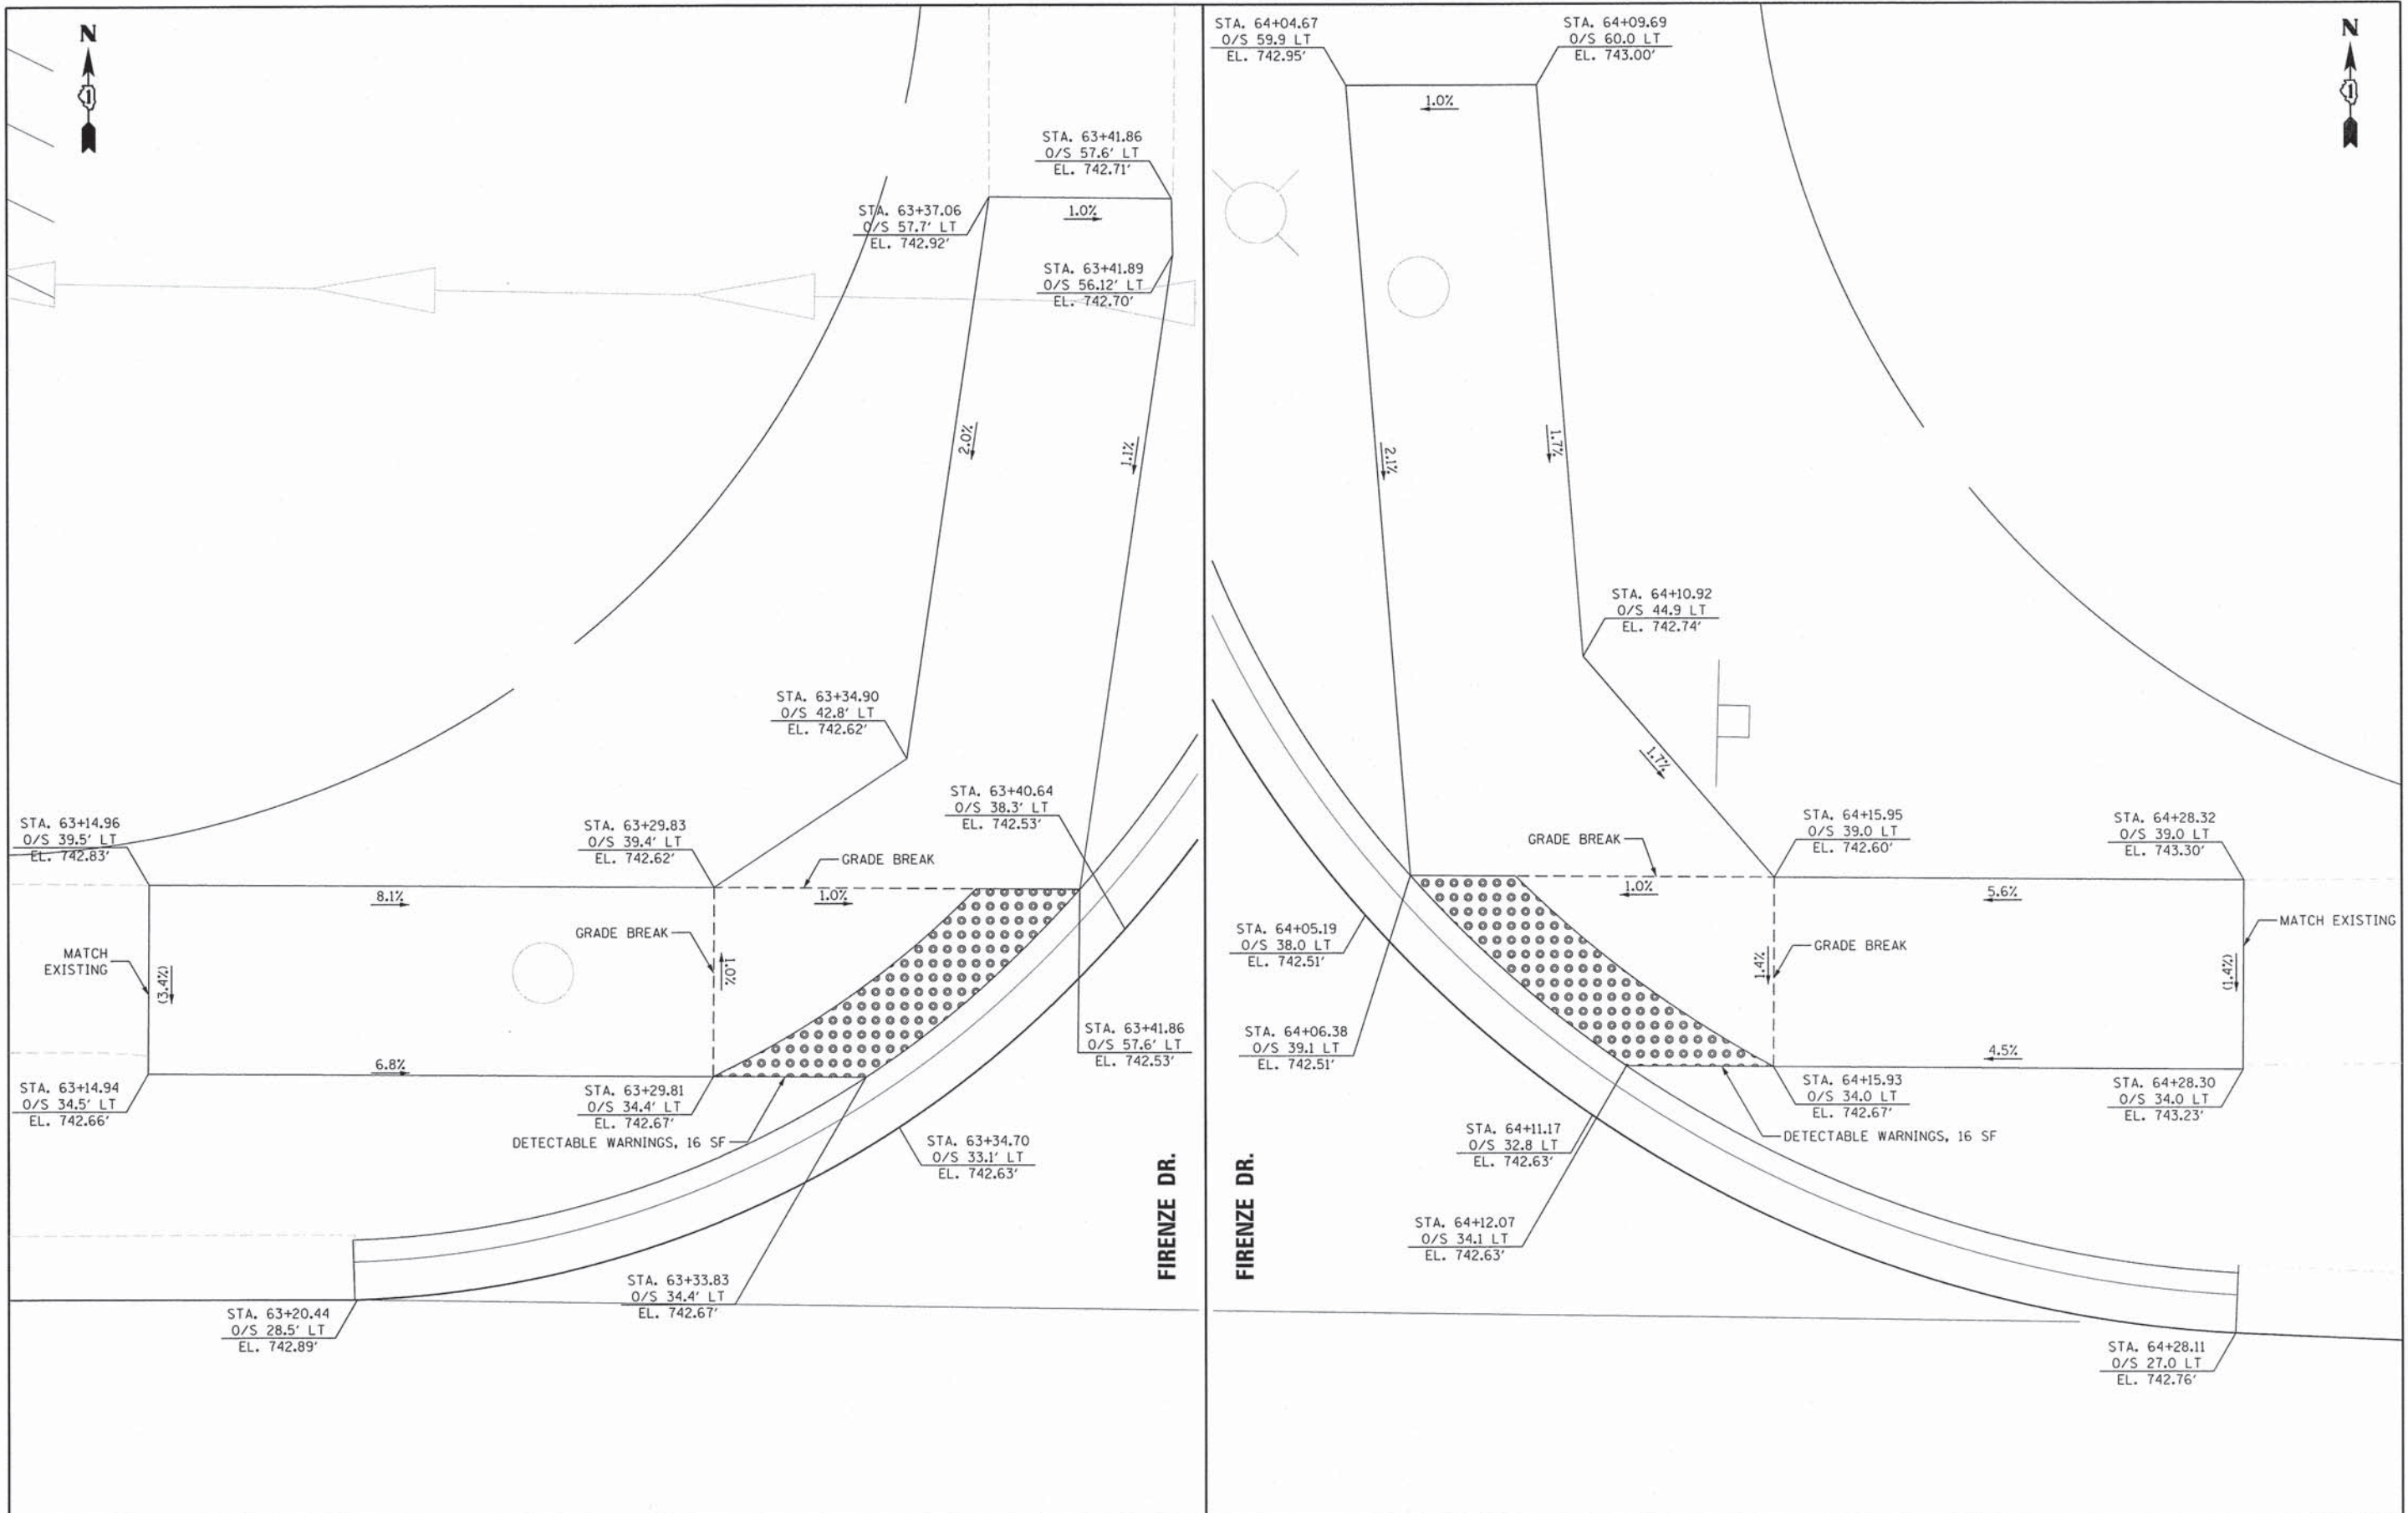 N
STA. 63+41.86
O/S 57.6' LT
EL. 742.71'
STA. 63+37.06
O/S 57.7' LT
EL. 742.92'
1.0%
STA. 63+41.89
O/S 56.12' LT
EL. 742.70'
2.0%
1.1%
STA. 63+34.90
O/S 42.8' LT
EL. 742.62'
STA. 63+40.64
O/S 38.3' LT
EL. 742.53'
STA. 63+14.96
O/S 39.5' LT
EL. 742.83'
STA. 63+29.83
O/S 39.4' LT
EL. 742.62'
GRADE BREAK
8.1%
1.0%
GRADE BREAK
MATCH
EXISTING
(3.4%)
1.0%
6.8%
STA. 63+14.94
O/S 34.5' LT
EL. 742.66'
STA. 63+29.81
O/S 34.4' LT
EL. 742.67'
DETECTABLE WARNINGS, 16 SF
STA. 63+41.86
O/S 57.6' LT
EL. 742.53'
STA. 63+34.70
O/S 33.1' LT
EL. 742.63'
STA. 63+33.83
O/S 34.4' LT
EL. 742.67'
STA. 63+20.44
O/S 28.5' LT
EL. 742.89'
FIRENZE DR.
STA. 64+04.67
O/S 59.9 LT
EL. 742.95'
STA. 64+09.69
O/S 60.0 LT
EL. 743.00'
N
1.0%
2.1%
1.7%
STA. 64+10.92
O/S 44.9 LT
EL. 742.74'
1.7%
GRADE BREAK
STA. 64+15.95
O/S 39.0 LT
EL. 742.60'
STA. 64+28.32
O/S 39.0 LT
EL. 743.30'
1.0%
5.6%
MATCH EXISTING
STA. 64+05.19
O/S 38.0 LT
EL. 742.51'
GRADE BREAK
1.4%
(1.4%)
STA. 64+06.38
O/S 39.1 LT
EL. 742.51'
4.5%
STA. 64+15.93
O/S 34.0 LT
EL. 742.67'
STA. 64+28.30
O/S 34.0 LT
EL. 743.23'
DETECTABLE WARNINGS, 16 SF
STA. 64+11.17
O/S 32.8 LT
EL. 742.63'
STA. 64+12.07
O/S 34.1 LT
EL. 742.63'
STA. 64+28.11
O/S 27.0 LT
EL. 742.76'
FIRENZE DR.